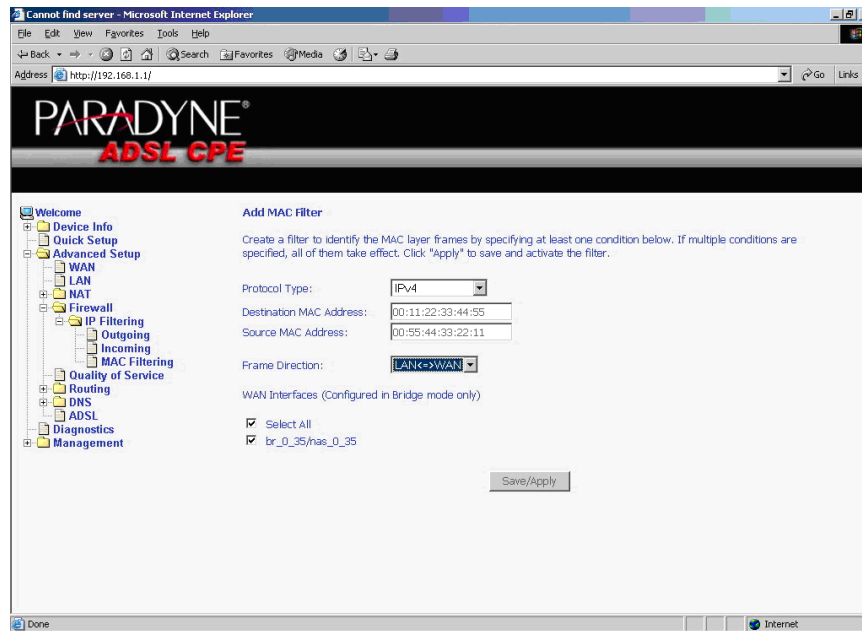 Cannot find server - Microsoft Internet Explorer
File Edit View Favorites Tools Help
Back Search Favorites Media
Address http://192.168.1.1/ Go Links
PARADYNE®
ADSL CPE
Welcome
Device Info
Quick Setup
Advanced Setup
WAN
LAN
NAT
Firewall
IP Filtering
Outgoing
Incoming
MAC Filtering
Quality of Service
Routing
DNS
ADSL
Diagnostics
Management
Add MAC Filter
Create a filter to identify the MAC layer frames by specifying at least one condition below. If multiple conditions are
specified, all of them take effect. Click "Apply" to save and activate the filter.
Protocol Type: IPv4
Destination MAC Address: 00:11:22:33:44:55
Source MAC Address: 00:55:44:33:22:11
Frame Direction: LAN<=>WAN
WAN Interfaces (Configured in Bridge mode only)
Select All
br_0_35/nas_0_35
Save/Apply
Done Internet